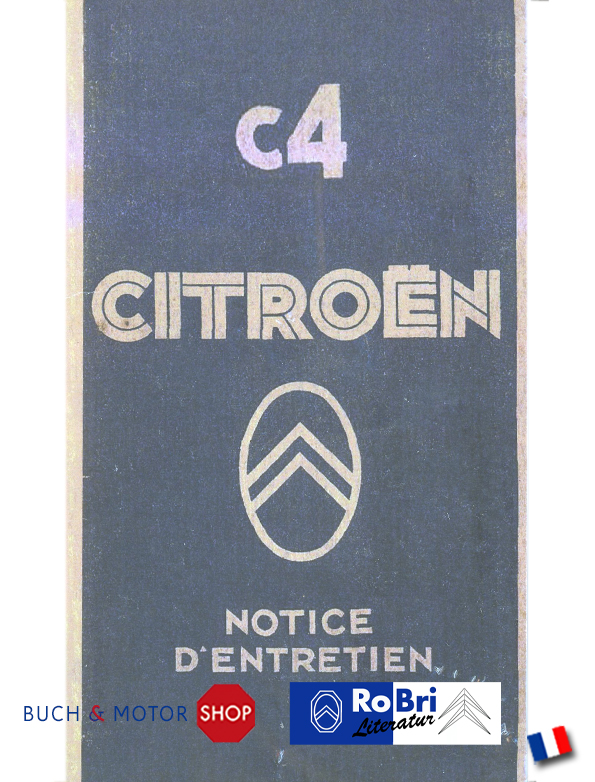 C4
CITROËN
NOTICE
D'ENTRETIEN
BUCH & MOTOR SHOP
RoBri
Literatur